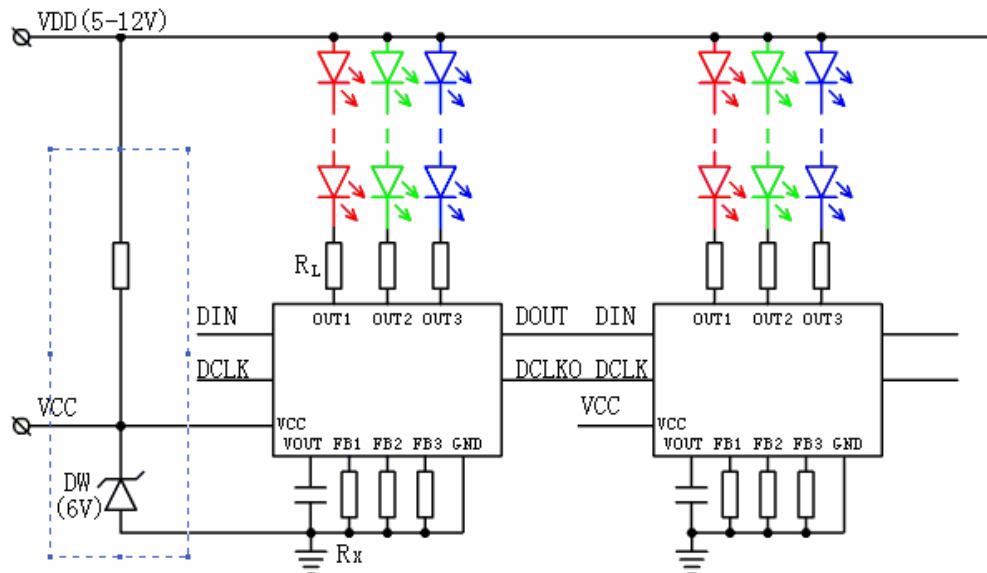 VDD(5-12V)
RL
DIN
OUT1 OUT2 OUT3
DOUT DIN
OUT1 OUT2 OUT3
DCLK
DCLKO DCLK
VCC
VCC
VCC
VCC
VOUT FB1 FB2 FB3 GND
VOUT FB1 FB2 FB3 GND
DW
(6V)
Rx